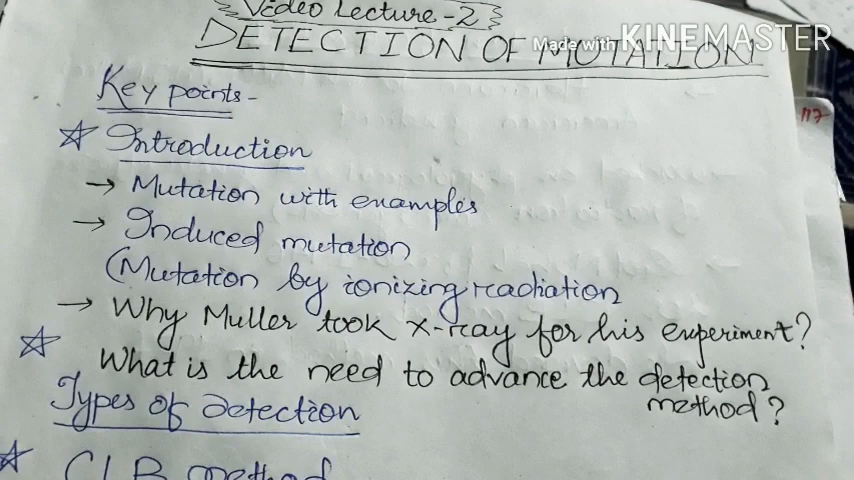 Video Lecture-2
DETECTION OF MUTATION
Made with KINEMASTER
Key points-
117
Introduction
→ Mutation with examples
→ Induced mutation
(Mutation by ionizing radiation
→ Why Muller took X-ray for his experiment?
What is the need to advance the detection
method?
Types of detection
CLB method